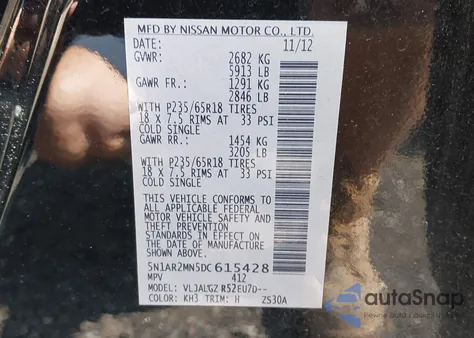 MFD BY NISSAN MOTOR CO., LTD.
DATE: 11/12
GVWR: 2682 KG
5913 LB
GAWR FR.: 1291 KG
2846 LB
WITH P235/65R18 TIRES
18 X 7.5 RIMS AT 33 PSI
COLD SINGLE
GAWR RR.: 1454 KG
3205 LB
WITH P235/65R18 TIRES
18 X 7.5 RIMS AT 33 PSI
COLD SINGLE
THIS VEHICLE CONFORMS TO
ALL APPLICABLE FEDERAL
MOTOR VEHICLE SAFETY AND
THEFT PREVENTION
STANDARDS IN EFFECT ON
THE DATE OF MANUFACTURE
SHOWN ABOVE.
5N1AR2MN5DC615428
MPV 412
MODEL: VLJALGZ R52EU7D--
COLOR: KH3 TRIM: H ZS30A
autoSnap